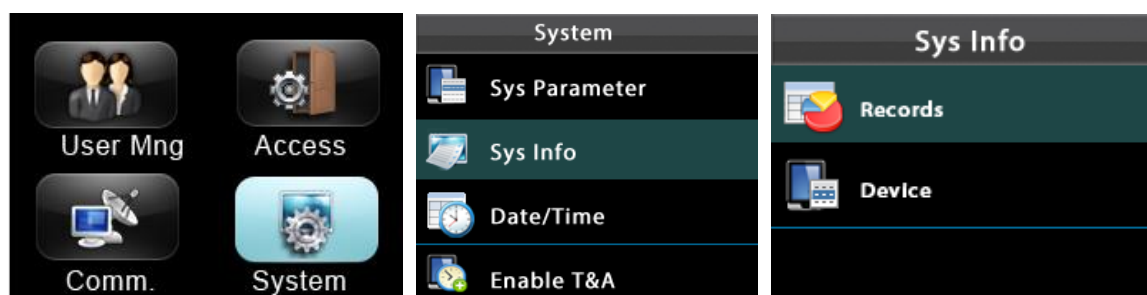 User Mng
Access
Comm.
System
System
Sys Parameter
Sys Info
Date/Time
Enable T&A
Sys Info
Records
Device